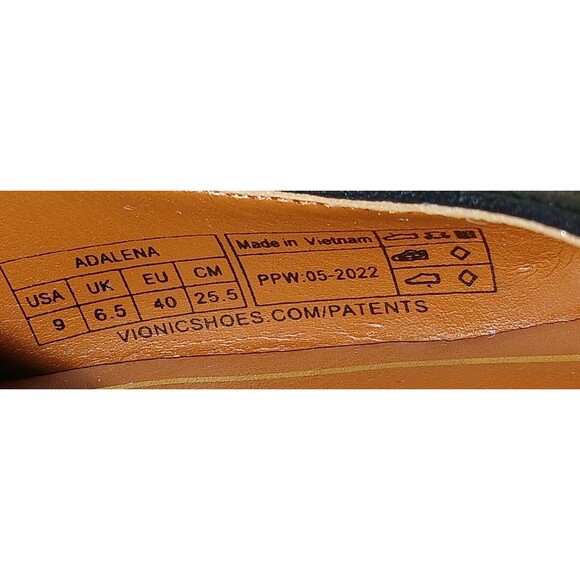 ADALENA
USA UK EU CM
9 6.5 40 25.5
Made in Vietnam
PPW:05-2022
VIONICSHOES.COM/PATENTS